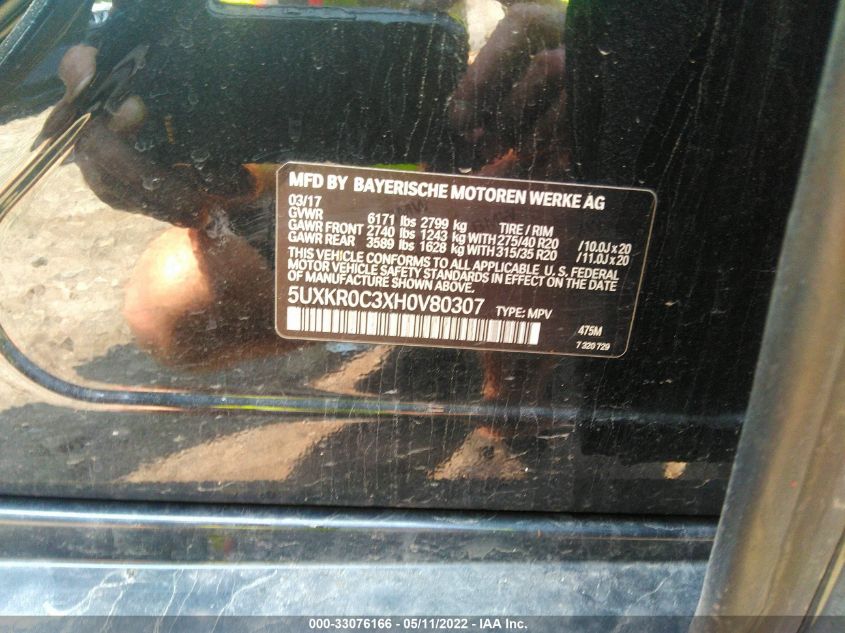 MFD BY BAYERISCHE MOTOREN WERKE AG
03/17
GVWR 6171 lbs 2799 kg TIRE / RIM
GAWR FRONT 2740 lbs 1243 kg WITH 275/40 R20 /10.0J x 20
GAWR REAR 3589 lbs 1628 kg WITH 315/35 R20 /11.0J x 20
THIS VEHICLE CONFORMS TO ALL APPLICABLE U.S. FEDERAL
MOTOR VEHICLE SAFETY STANDARDS IN EFFECT ON THE DATE
OF MANUFACTURE SHOWN ABOVE.
5UXKR0C3XH0V80307 TYPE: MPV
475M
7 320 729
000-33076166 - 05/11/2022 - IAA Inc.